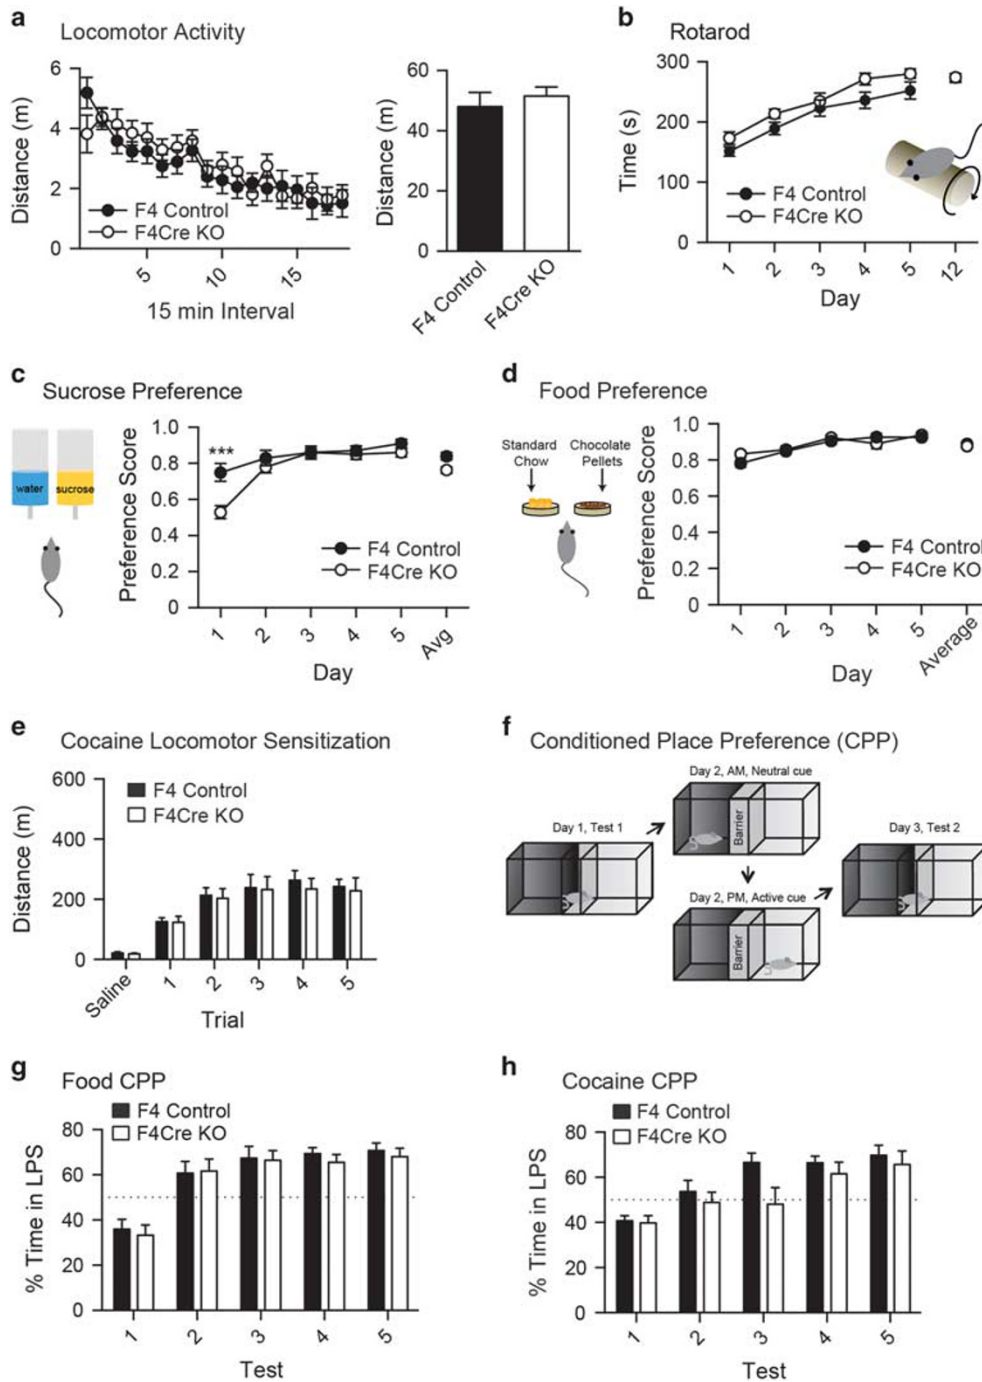 a
Locomotor Activity
6
4
2
0
Distance (m)
F4 Control
F4Cre KO
5
10
15
15 min Interval
60
40
20
0
Distance (m)
F4 Control
F4Cre KO
b
Rotarod
300
200
100
0
Time (s)
F4 Control
F4Cre KO
1
2
3
4
5
12
Day
c
Sucrose Preference
water
sucrose
1.0
0.8
0.6
0.4
0.2
0
Preference Score
***
F4 Control
F4Cre KO
1
2
3
4
5
Avg
Day
d
Food Preference
Standard
Chow
Chocolate
Pellets
1.0
0.8
0.6
0.4
0.2
0
Preference Score
F4 Control
F4Cre KO
1
2
3
4
5
Average
Day
e
Cocaine Locomotor Sensitization
600
400
200
0
Distance (m)
F4 Control
F4Cre KO
Saline
1
2
3
4
5
Trial
f
Conditioned Place Preference (CPP)
Day 1, Test 1
Day 2, AM, Neutral cue
Barrier
Day 2, PM, Active cue
Barrier
Day 3, Test 2
g
Food CPP
F4 Control
F4Cre KO
80
60
40
20
0
% Time in LPS
1
2
3
4
5
Test
h
Cocaine CPP
F4 Control
F4Cre KO
80
60
40
20
0
% Time in LPS
1
2
3
4
5
Test